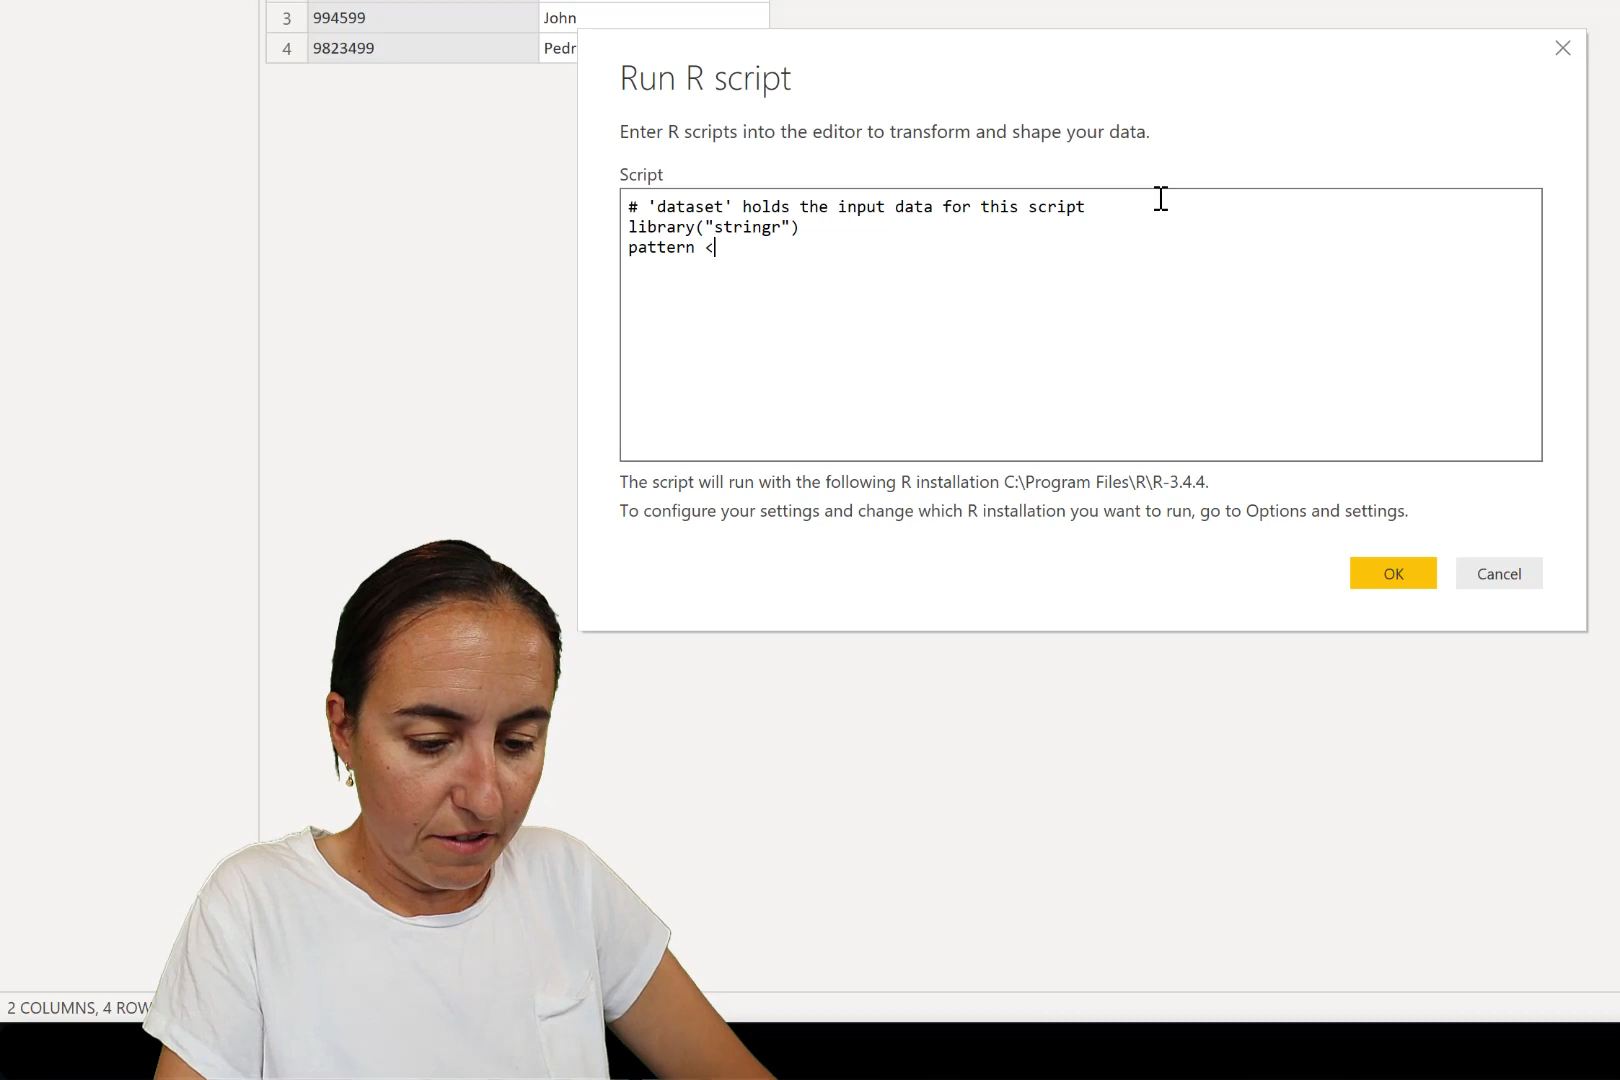 3 994599 John
4 9823499 Pedr
Run R script
Enter R scripts into the editor to transform and shape your data.
Script
# 'dataset' holds the input data for this script
library("stringr")
pattern <
The script will run with the following R installation C:\Program Files\R\R-3.4.4.
To configure your settings and change which R installation you want to run, go to Options and settings.
OK Cancel
2 COLUMNS, 4 ROW